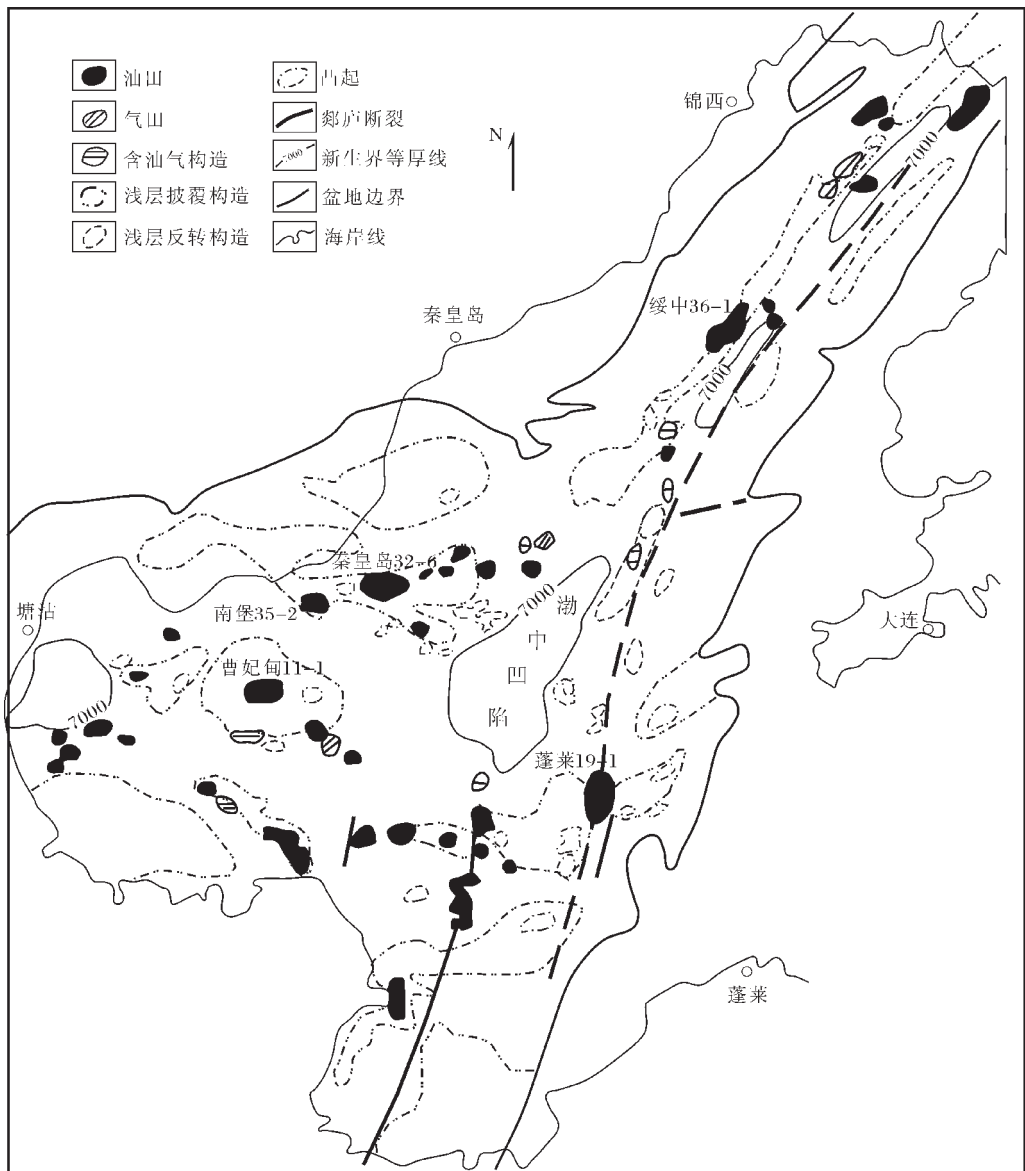 油田
气田
含油气构造
浅层披覆构造
浅层反转构造
凸起
郯庐断裂
7000
新生界等厚线
盆地边界
海岸线
N
锦西
7000
绥中36-1
7000
秦皇岛
秦皇岛32-6
南堡35-2
塘沽
曹妃甸11-1
7000
7000
渤
中
凹
陷
大连
蓬莱19-1
蓬莱